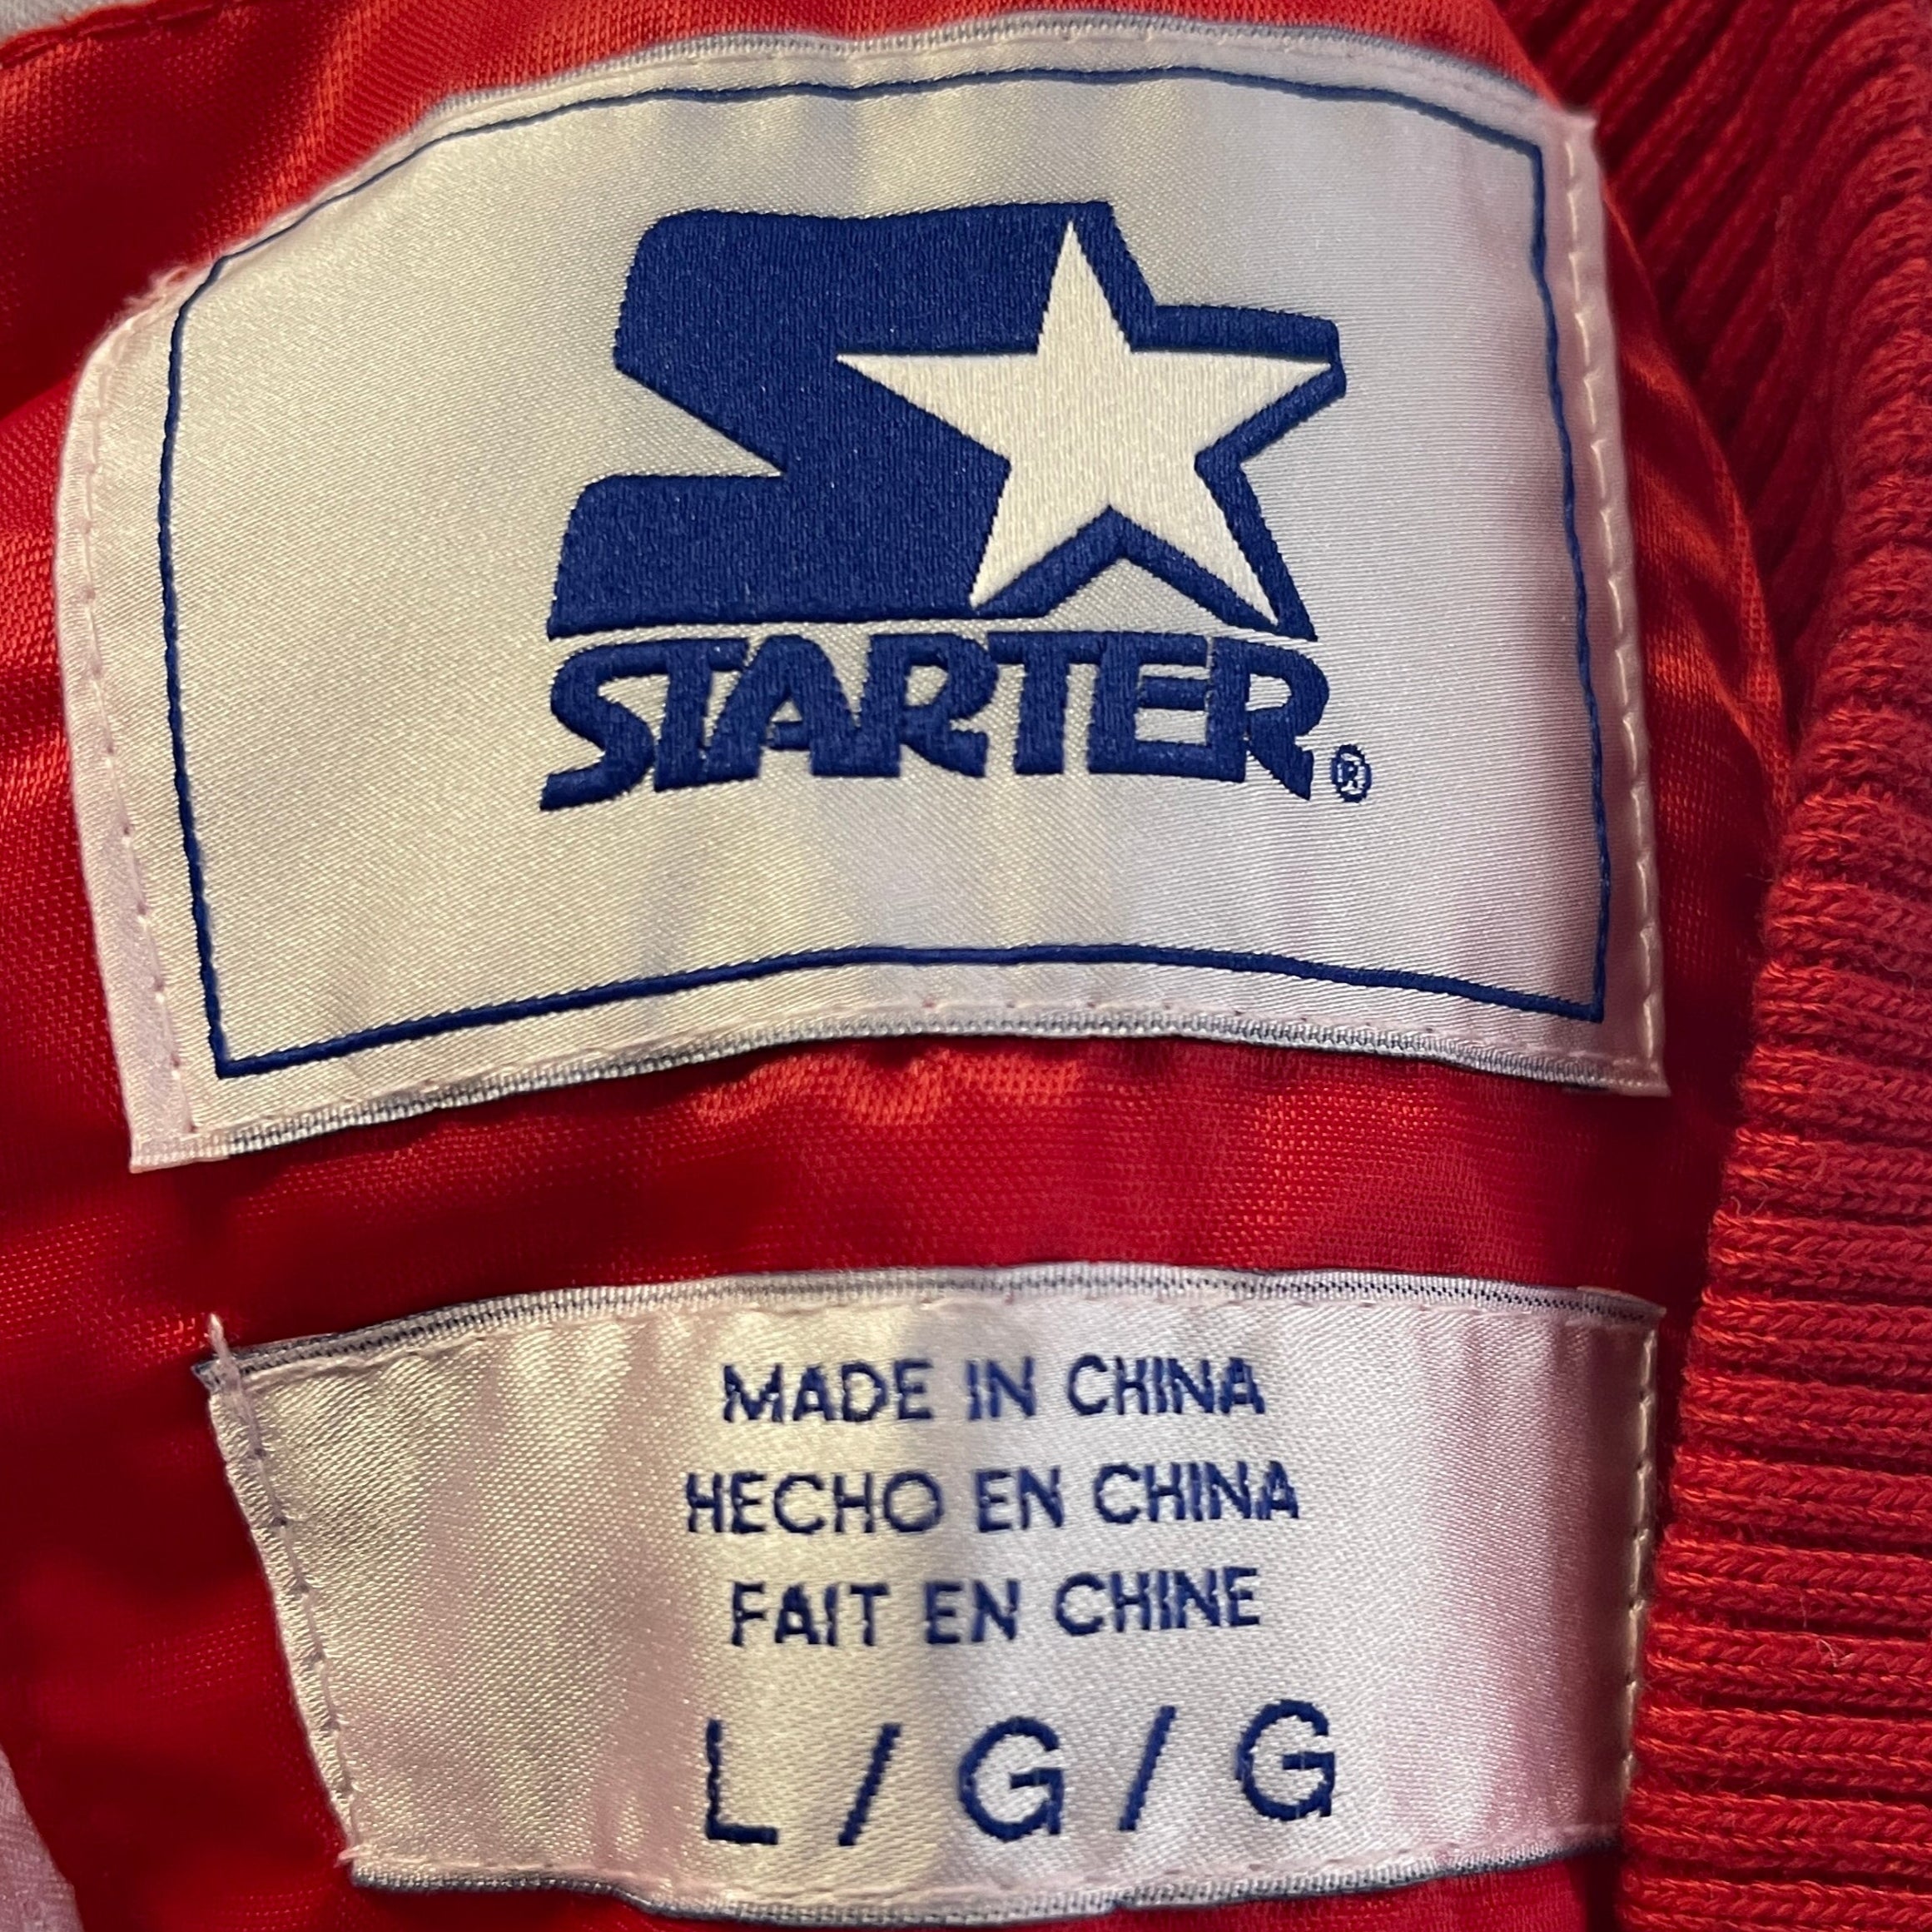 STARTER®
MADE IN CHINA
HECHO EN CHINA
FAIT EN CHINE
L / G / G